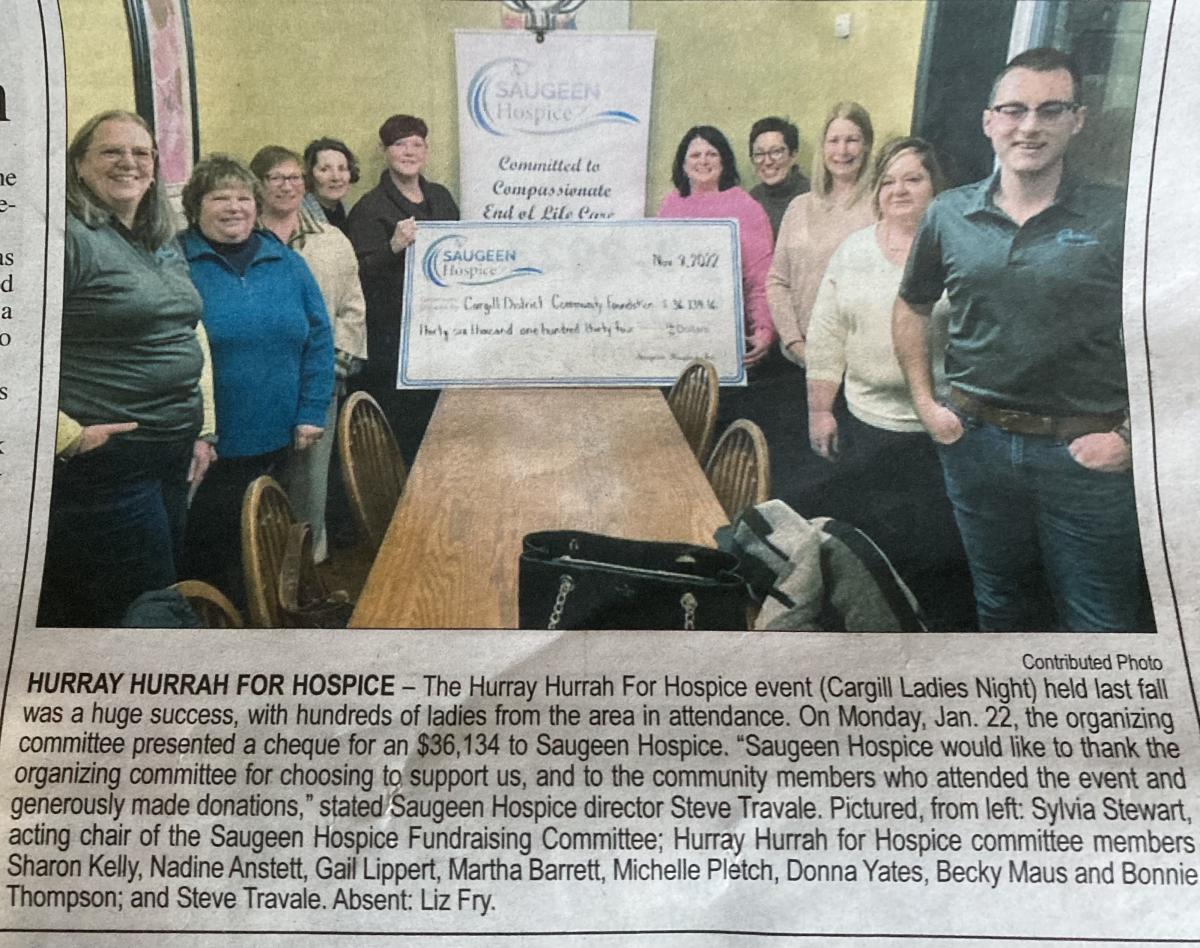 SAUGEEN
Hospice
Committed to
Compassionate
End of Life Care
SAUGEEN
Hospice
Nov 9, 2022
Cargill District Community Foundation $ 36 134
Thirty six thousand one hundred thirty four Dollars
n
ne
e-
as
d
a
o
s
k
Contributed Photo
HURRAY HURRAH FOR HOSPICE – The Hurray Hurrah For Hospice event (Cargill Ladies Night) held last fall
was a huge success, with hundreds of ladies from the area in attendance. On Monday, Jan. 22, the organizing
committee presented a cheque for an $36,134 to Saugeen Hospice. “Saugeen Hospice would like to thank the
organizing committee for choosing to support us, and to the community members who attended the event and
generously made donations,” stated Saugeen Hospice director Steve Travale. Pictured, from left: Sylvia Stewart,
acting chair of the Saugeen Hospice Fundraising Committee; Hurray Hurrah for Hospice committee members
Sharon Kelly, Nadine Anstett, Gail Lippert, Martha Barrett, Michelle Pletch, Donna Yates, Becky Maus and Bonnie
Thompson; and Steve Travale. Absent: Liz Fry.